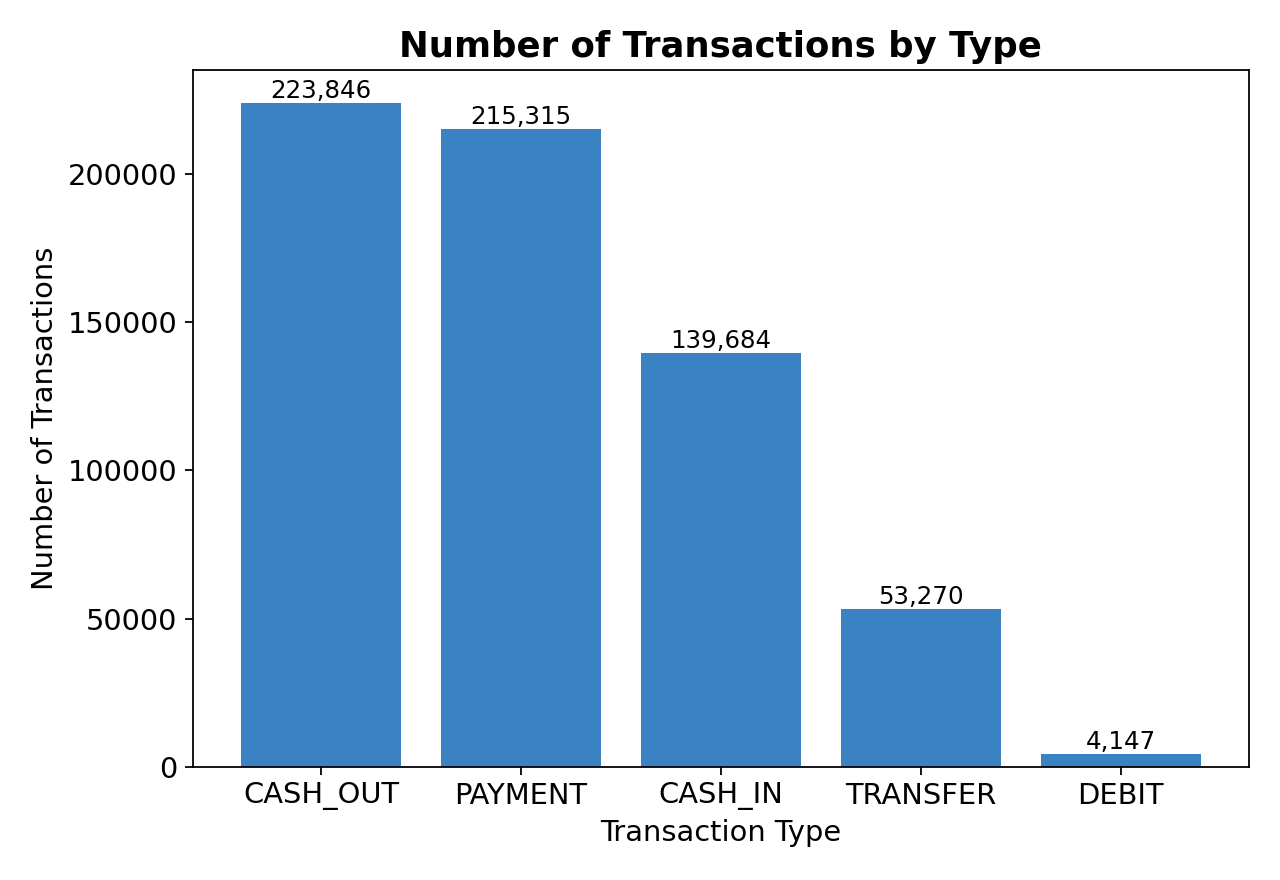 Number of Transactions by Type
223,846
215,315
139,684
53,270
4,147
Number of Transactions
200000
150000
100000
50000
0
CASH_OUT PAYMENT CASH_IN TRANSFER DEBIT
Transaction Type